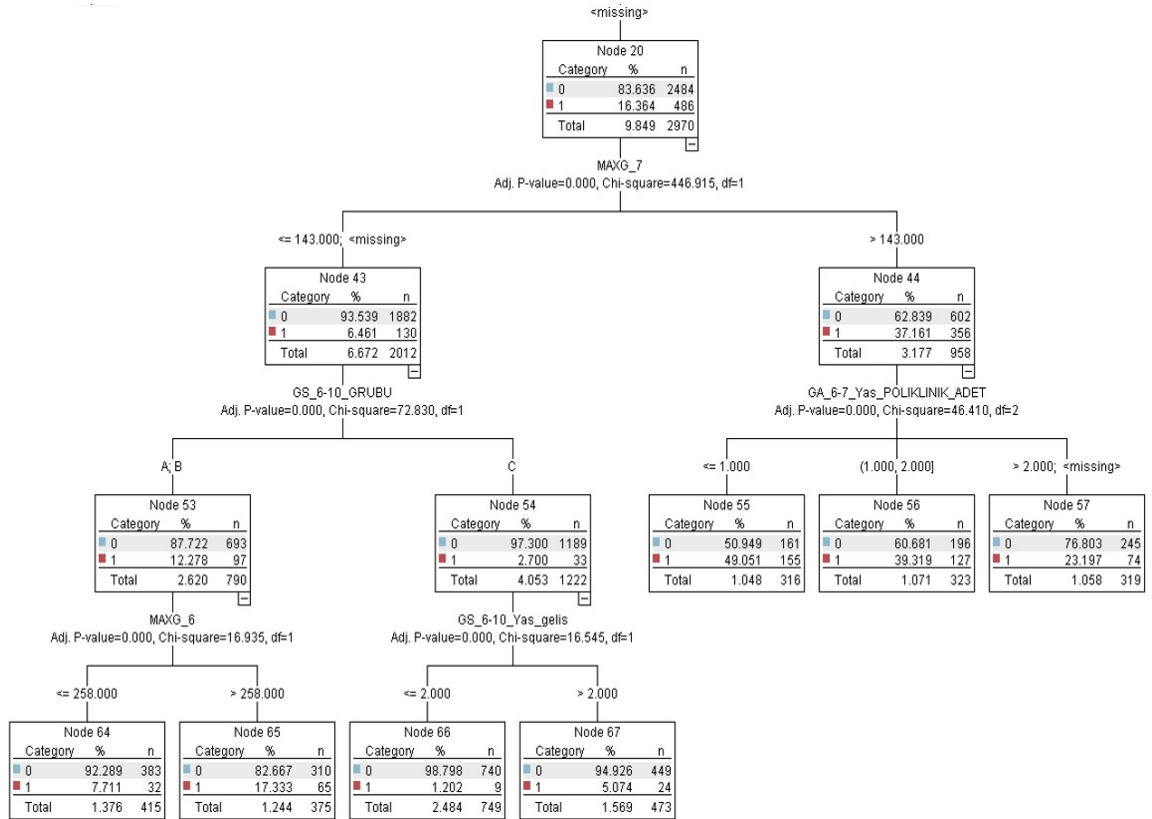 <missing>
Node 20
Category % n
0 83.636 2484
1 16.364 486
Total 9.849 2970
MAXG_7
Adj. P-value=0.000, Chi-square=446.915, df=1
<= 143.000; <missing>
> 143.000
Node 43
Category % n
0 93.539 1882
1 6.461 130
Total 6.672 2012
Node 44
Category % n
0 62.839 602
1 37.161 356
Total 3.177 958
GS_6-10_GRUBU
Adj. P-value=0.000, Chi-square=72.830, df=1
GA_6-7_Yas_POLIKLINIK_ADET
Adj. P-value=0.000, Chi-square=46.410, df=2
A; B
C
<= 1.000
(1.000, 2.000]
> 2.000; <missing>
Node 53
Category % n
0 87.722 693
1 12.278 97
Total 2.620 790
Node 54
Category % n
0 97.300 1189
1 2.700 33
Total 4.053 1222
Node 55
Category % n
0 50.949 161
1 49.051 155
Total 1.048 316
Node 56
Category % n
0 60.681 196
1 39.319 127
Total 1.071 323
Node 57
Category % n
0 76.803 245
1 23.197 74
Total 1.058 319
MAXG_6
Adj. P-value=0.000, Chi-square=16.935, df=1
GS_6-10_Yas_gelis
Adj. P-value=0.000, Chi-square=16.545, df=1
<= 258.000
> 258.000
<= 2.000
> 2.000
Node 64
Category % n
0 92.289 383
1 7.711 32
Total 1.376 415
Node 65
Category % n
0 82.667 310
1 17.333 65
Total 1.244 375
Node 66
Category % n
0 98.798 740
1 1.202 9
Total 2.484 749
Node 67
Category % n
0 94.926 449
1 5.074 24
Total 1.569 473